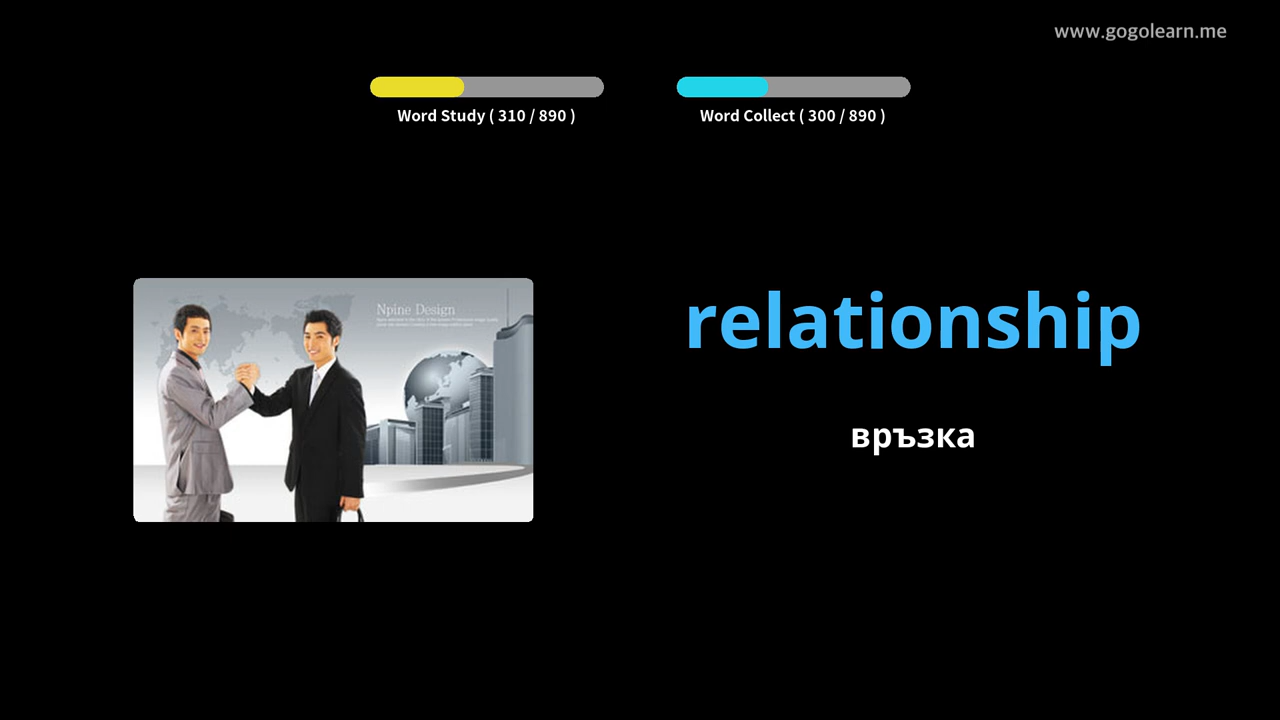 www.gogolearn.me
Word Study ( 310 / 890 )
Word Collect ( 300 / 890 )
Npine Design
relationship
връзка